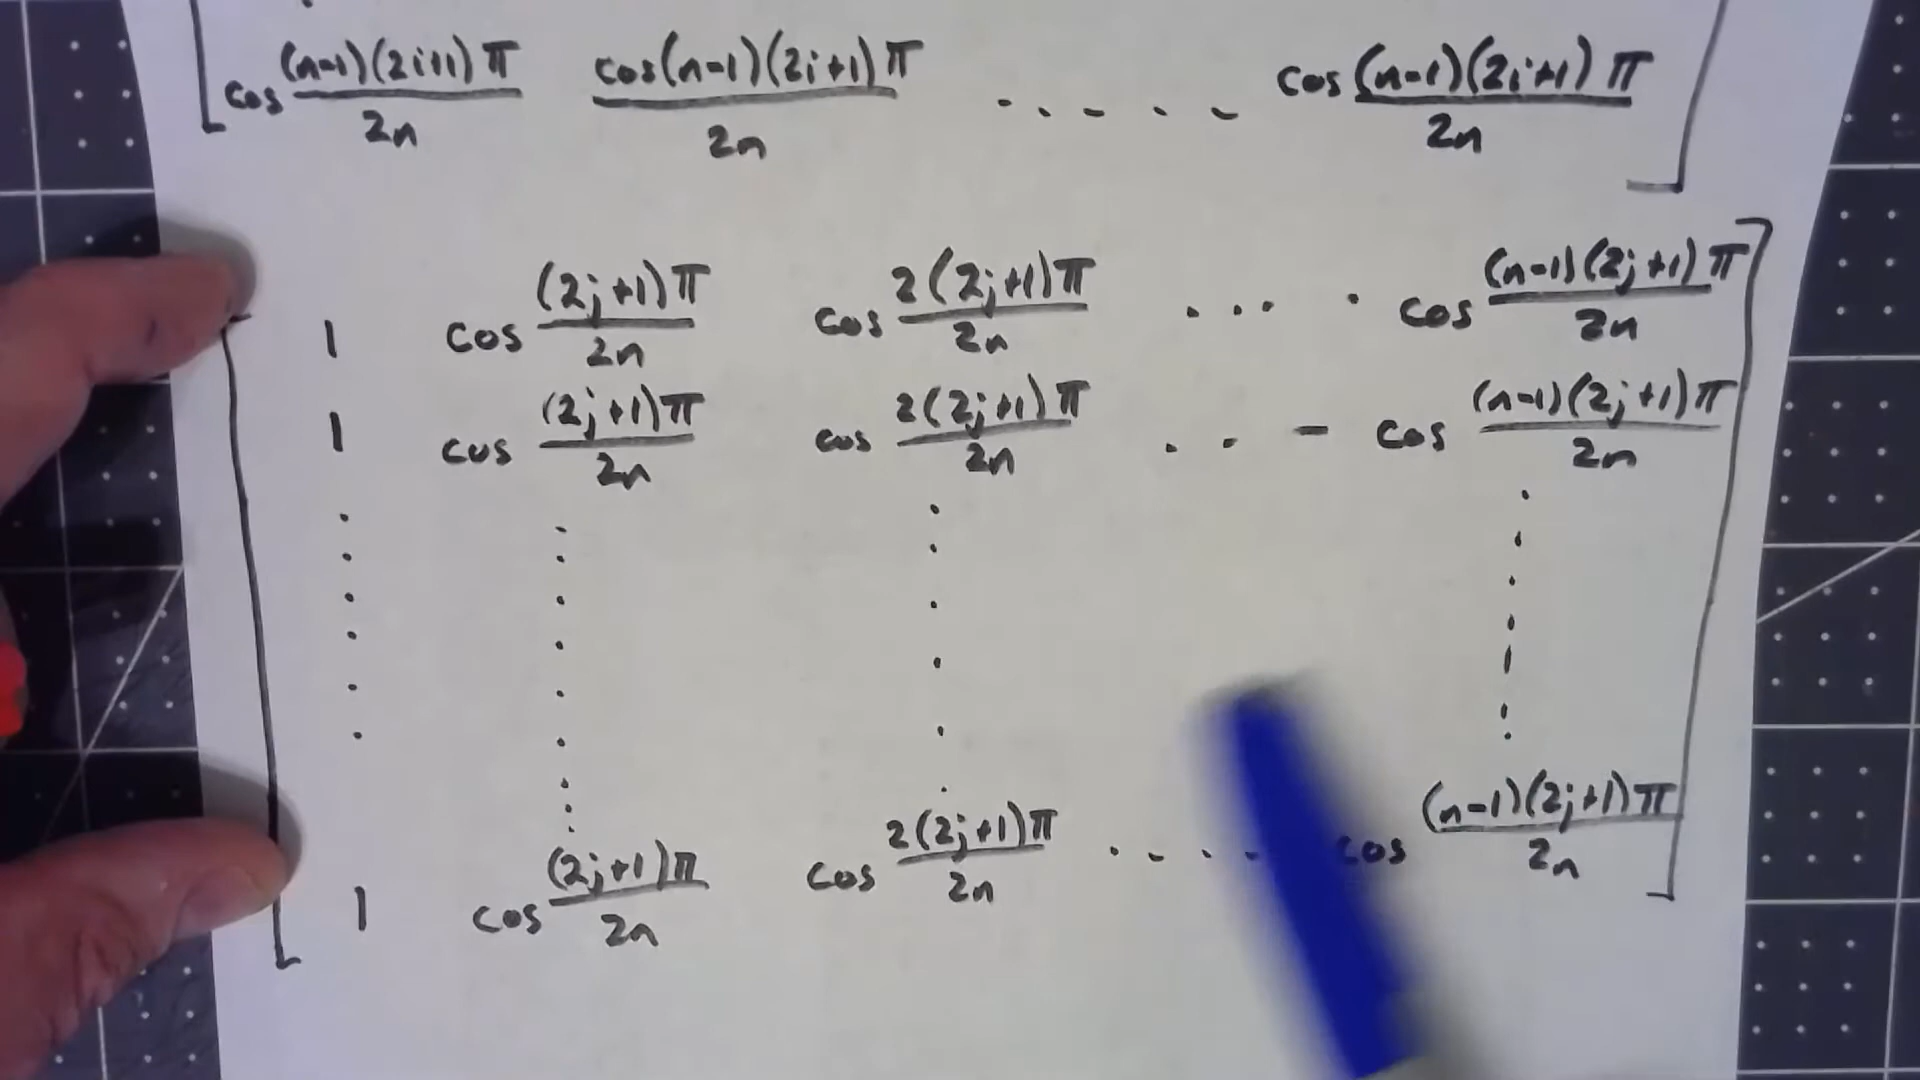 cos (n-1)(2i+1)π/2n cos(n-1)(2i+1)π/2n ..... cos (n-1)(2i+1)π/2n
1 cos (2j+1)π/2n cos 2(2j+1)π/2n .... cos (n-1)(2j+1)π/2n
1 cos (2j+1)π/2n cos 2(2j+1)π/2n ... cos (n-1)(2j+1)π/2n
1 cos (2j+1)π/2n cos 2(2j+1)π/2n .... cos (n-1)(2j+1)π/2n